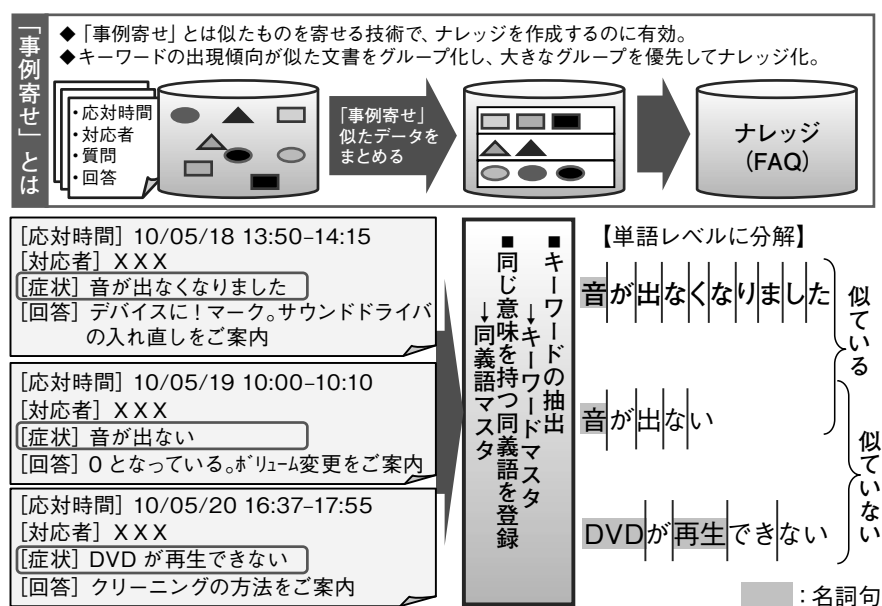 「事例寄せ」とは
◆「事例寄せ」とは似たものを寄せる技術で、ナレッジを作成するのに有効。
◆キーワードの出現傾向が似た文書をグループ化し、大きなグループを優先してナレッジ化。
・応対時間
・対応者
・質問
・回答
「事例寄せ」
似たデータを
まとめる
ナレッジ
（FAQ）
［応対時間］10/05/18 13:50–14:15
［対応者］ＸＸＸ
［症状］音が出なくなりました
［回答］デバイスに！マーク。サウンドドライバ
の入れ直しをご案内
［応対時間］10/05/19 10:00–10:10
［対応者］ＸＸＸ
［症状］音が出ない
［回答］0 となっている。ﾎﾞﾘｭｰﾑ変更をご案内
［応対時間］10/05/20 16:37–17:55
［対応者］ＸＸＸ
［症状］DVD が再生できない
［回答］クリーニングの方法をご案内
■キーワードの抽出
→キーワードマスタ
■同じ意味を持つ同義語を登録
→同義語マスタ
【単語レベルに分解】
音が出なくなりました
音が出ない
DVDが再生できない
似ている
似ていない
：名詞句